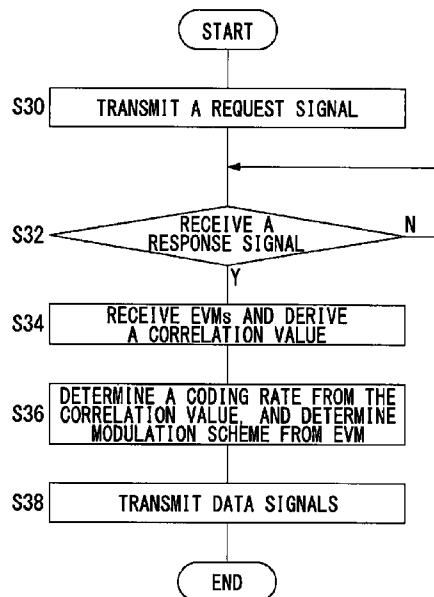 START
S30
TRANSMIT A REQUEST SIGNAL
S32
RECEIVE A
RESPONSE SIGNAL
N
Y
S34
RECEIVE EVMs AND DERIVE
A CORRELATION VALUE
S36
DETERMINE A CODING RATE FROM THE
CORRELATION VALUE, AND DETERMINE
MODULATION SCHEME FROM EVM
S38
TRANSMIT DATA SIGNALS
END